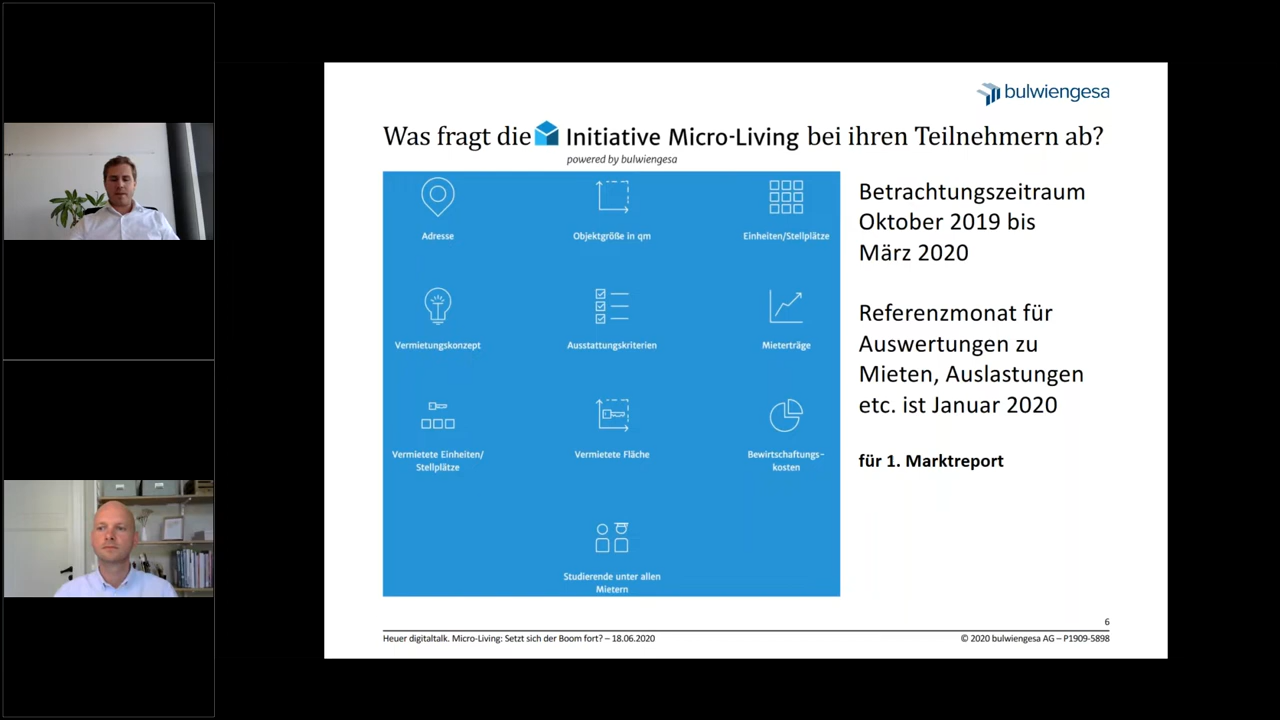 bulwiengesa
Was fragt die Initiative Micro-Living bei ihren Teilnehmern ab?
powered by bulwiengesa
Adresse
Objektgröße in qm
Einheiten/Stellplätze
Vermietungskonzept
Ausstattungskriterien
Mieterträge
Vermietete Einheiten/
Stellplätze
Vermietete Fläche
Bewirtschaftungs-
kosten
Studierende unter allen
Mietern
Betrachtungszeitraum
Oktober 2019 bis
März 2020
Referenzmonat für
Auswertungen zu
Mieten, Auslastungen
etc. ist Januar 2020
für 1. Marktreport
6
Heuer digitaltalk. Micro-Living: Setzt sich der Boom fort? – 18.06.2020
© 2020 bulwiengesa AG – P1909-5898